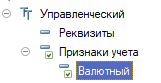 Управленческий
Реквизиты
Признаки учета
Валютный